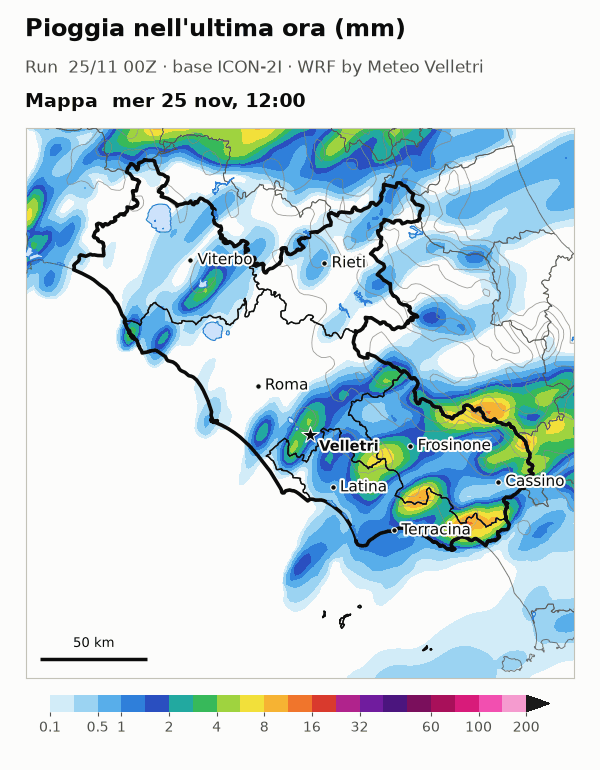 Pioggia nell'ultima ora (mm)
Run  25/11 00Z · base ICON-2I · WRF by Meteo Velletri
Mappa  mer 25 nov, 12:00
Viterbo
Rieti
Roma
Velletri
Frosinone
Latina
Cassino
Terracina
50 km
0.1 0.5 1 2 4 8 16 32 60 100 200